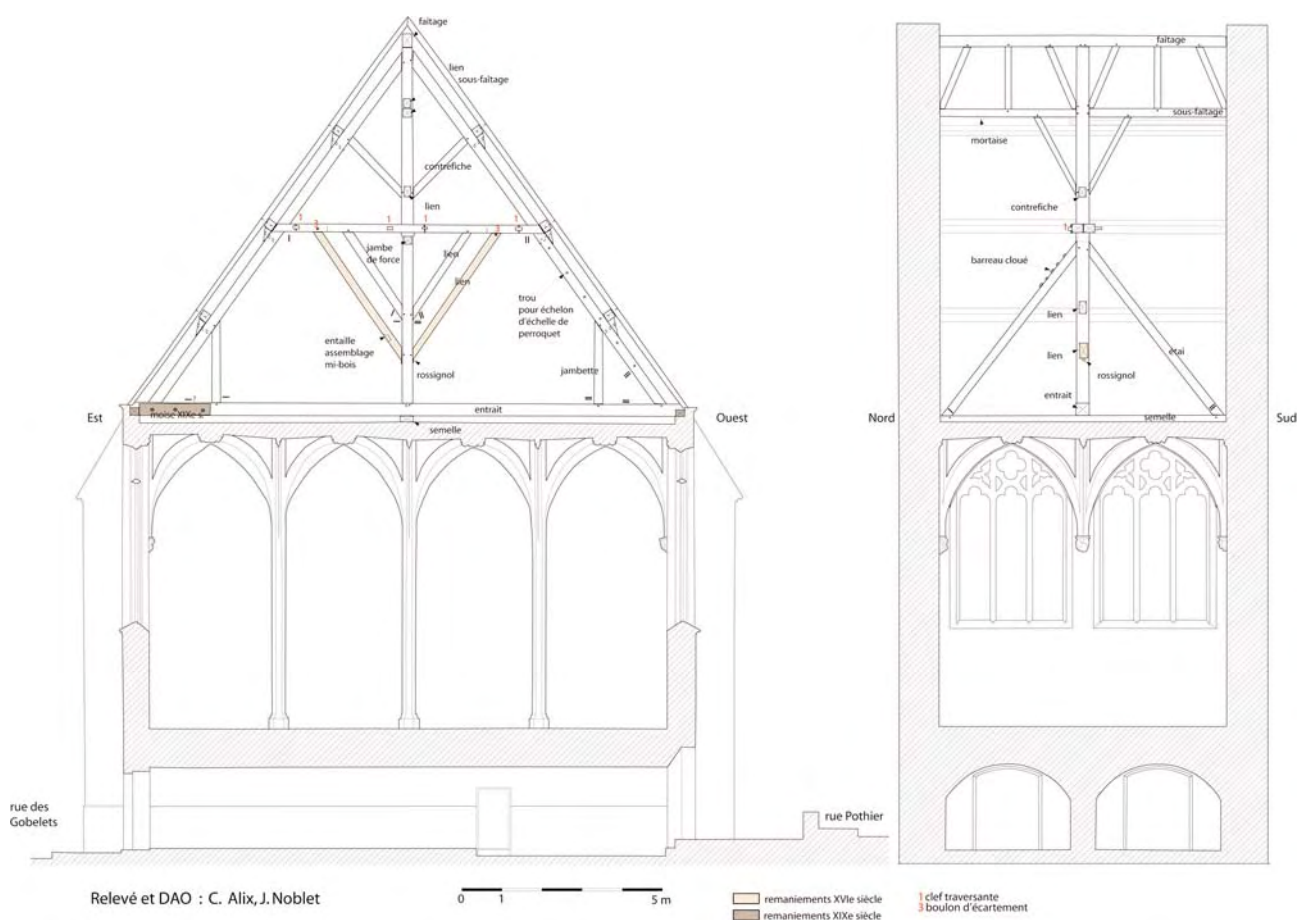 faîtage
lien
sous-faîtage
contrefiche
lien
1
3
1
1
3
1
I
II
jambe
de force
lien
lien
trou
pour échelon
d'échelle de
perroquet
entaille
assemblage
mi-bois
rossignol
jambette
III
moise XIXe s.
entrait
semelle
Est
Ouest
rue des
Gobelets
rue Pothier
faîtage
sous-faîtage
mortaise
contrefiche
1
barreau cloué
lien
lien
étai
rossignol
entrait
semelle
Nord
Sud
Relevé et DAO : C. Alix, J. Noblet
0 1 5 m
remaniements XVIe siècle
remaniements XIXe siècle
1 clef traversante
3 boulon d'écartement